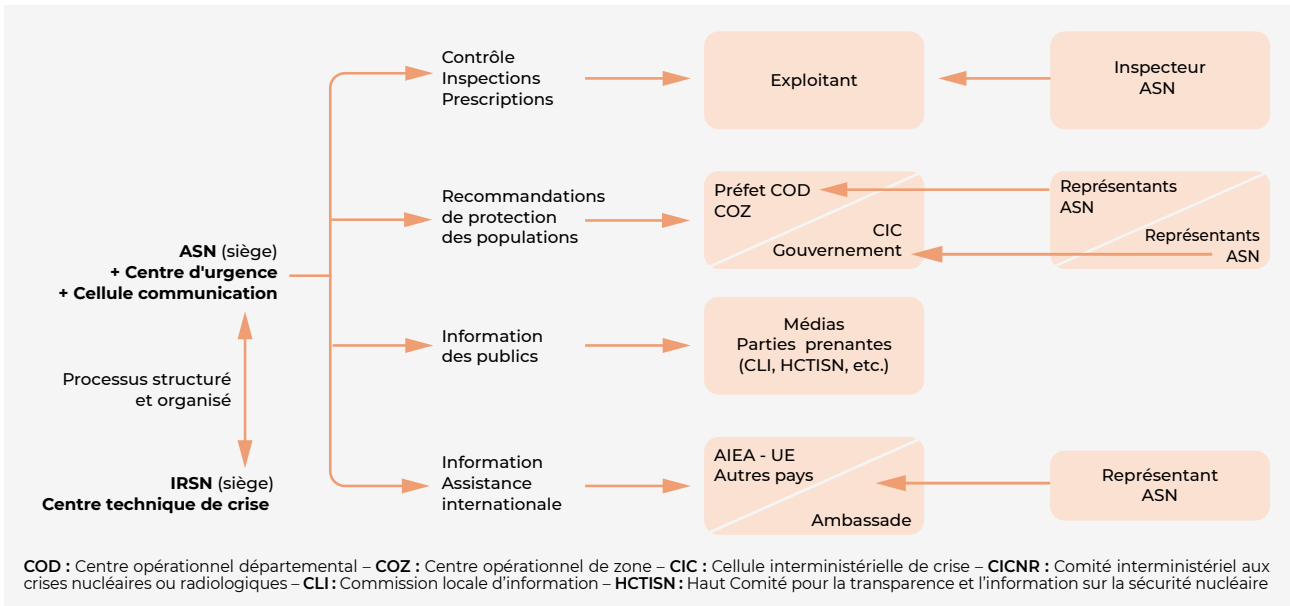 Contrôle
Inspections
Prescriptions
Exploitant
Inspecteur
ASN
Recommandations
de protection
des populations
Préfet COD
COZ
CIC
Gouvernement
Représentants
ASN
Représentants
ASN
ASN (siège)
+ Centre d'urgence
+ Cellule communication
Information
des publics
Médias
Parties prenantes
(CLI, HCTISN, etc.)
Processus structuré
et organisé
IRSN (siège)
Centre technique de crise
Information
Assistance
internationale
AIEA - UE
Autres pays
Ambassade
Représentant
ASN
COD : Centre opérationnel départemental – COZ : Centre opérationnel de zone – CIC : Cellule interministérielle de crise – CICNR : Comité interministériel aux
crises nucléaires ou radiologiques – CLI : Commission locale d’information – HCTISN : Haut Comité pour la transparence et l’information sur la sécurité nucléaire